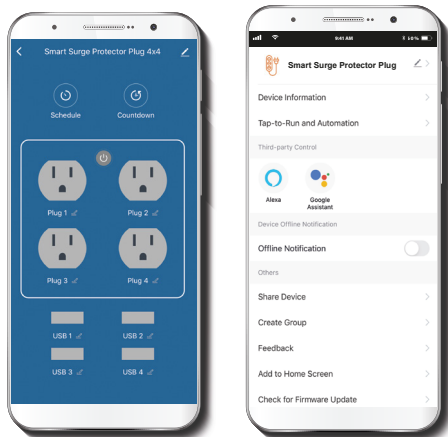 Smart Surge Protector Plug 4x4
Schedule Countdown
Plug 1 Plug 2
Plug 3 Plug 4
USB 1 USB 2
USB 3 USB 4
9:41 AM
Smart Surge Protector Plug
Device Information
Tap-to-Run and Automation
Third-party Control
Alexa Google
Assistant
Device Offline Notification
Offline Notification
Others
Share Device
Create Group
Feedback
Add to Home Screen
Check for Firmware Update